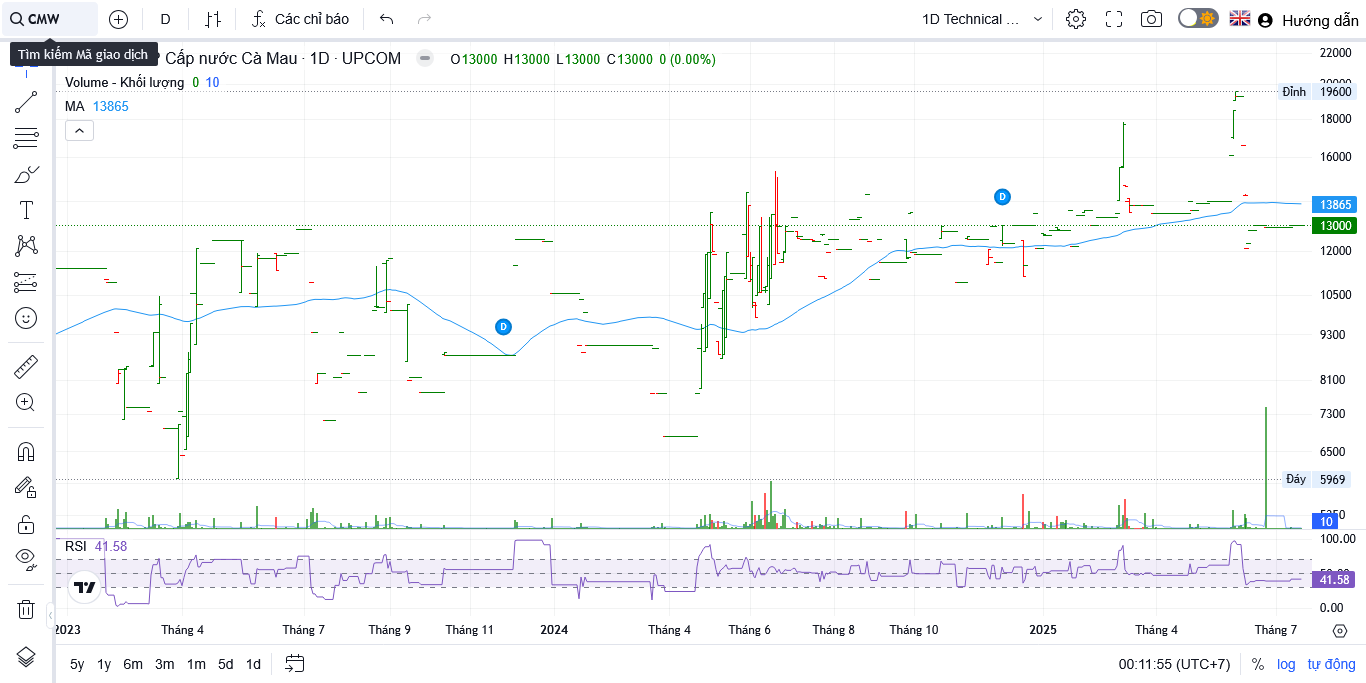 CMW D Các chỉ báo 1D Technical ... Hướng dẫn
Tìm kiếm Mã giao dịch
Cấp nước Cà Mau · 1D · UPCOM O13000 H13000 L13000 C13000 0 (0.00%)
Volume - Khối lượng 0 10
MA 13865
22000
20000
Đỉnh 19600
18000
16000
D
13865
13000
12000
10500
D
9300
8100
7300
6500
Đáy 5969
5250
10
RSI 41.58
100.00
50.00
41.58
0.00
2023 Tháng 4 Tháng 7 Tháng 9 Tháng 11 2024 Tháng 4 Tháng 6 Tháng 8 Tháng 10 2025 Tháng 4 Tháng 7
5y 1y 6m 3m 1m 5d 1d 00:11:55 (UTC+7) % log tự động